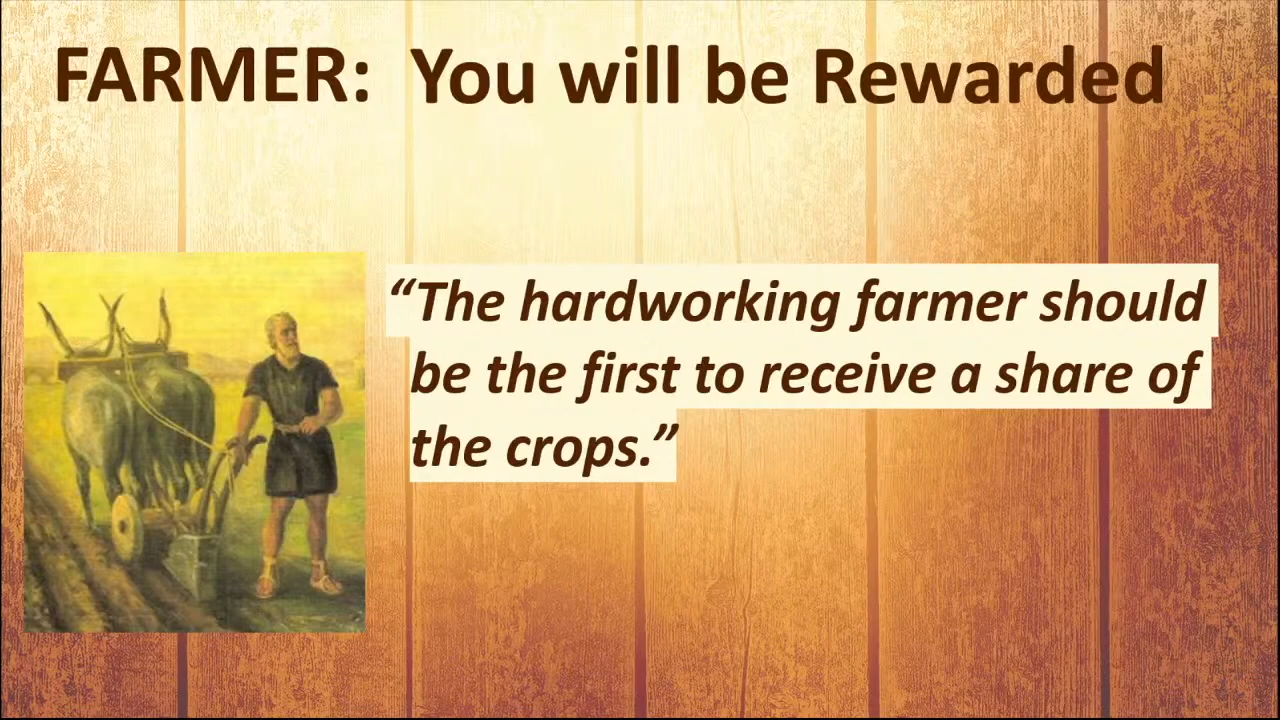 FARMER:  You will be Rewarded
“The hardworking farmer should
be the first to receive a share of
the crops.”